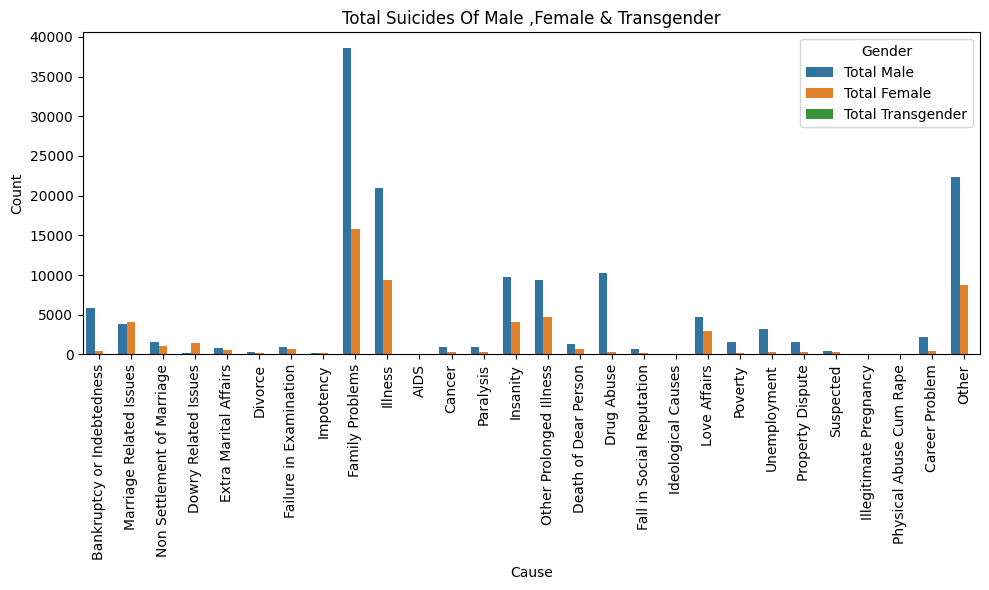 Total Suicides Of Male ,Female & Transgender
Gender
Total Male
Total Female
Total Transgender
Count
40000
35000
30000
25000
20000
15000
10000
5000
0
Bankruptcy or Indebtedness
Marriage Related Issues
Non Settlement of Marriage
Dowry Related Issues
Extra Marital Affairs
Divorce
Failure in Examination
Impotency
Family Problems
Illness
AIDS
Cancer
Paralysis
Insanity
Other Prolonged Illness
Death of Dear Person
Drug Abuse
Fall in Social Reputation
Ideological Causes
Love Affairs
Poverty
Unemployment
Property Dispute
Suspected
Illegitimate Pregnancy
Physical Abuse Cum Rape
Career Problem
Other
Cause